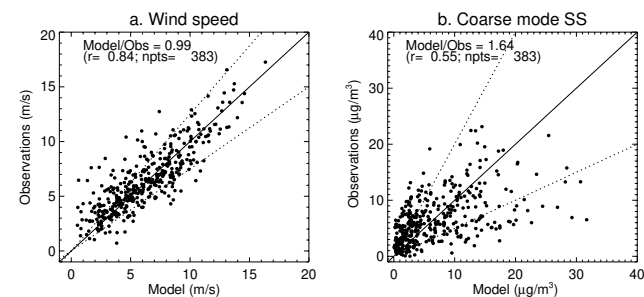 a. Wind speed
Model/Obs = 0.99
(r= 0.84; npts= 383)
20
15
10
5
0
Observations (m/s)
0 5 10 15 20
Model (m/s)
b. Coarse mode SS
Model/Obs = 1.64
(r= 0.55; npts= 383)
40
30
20
10
0
Observations (μg/m³)
0 10 20 30 40
Model (μg/m³)